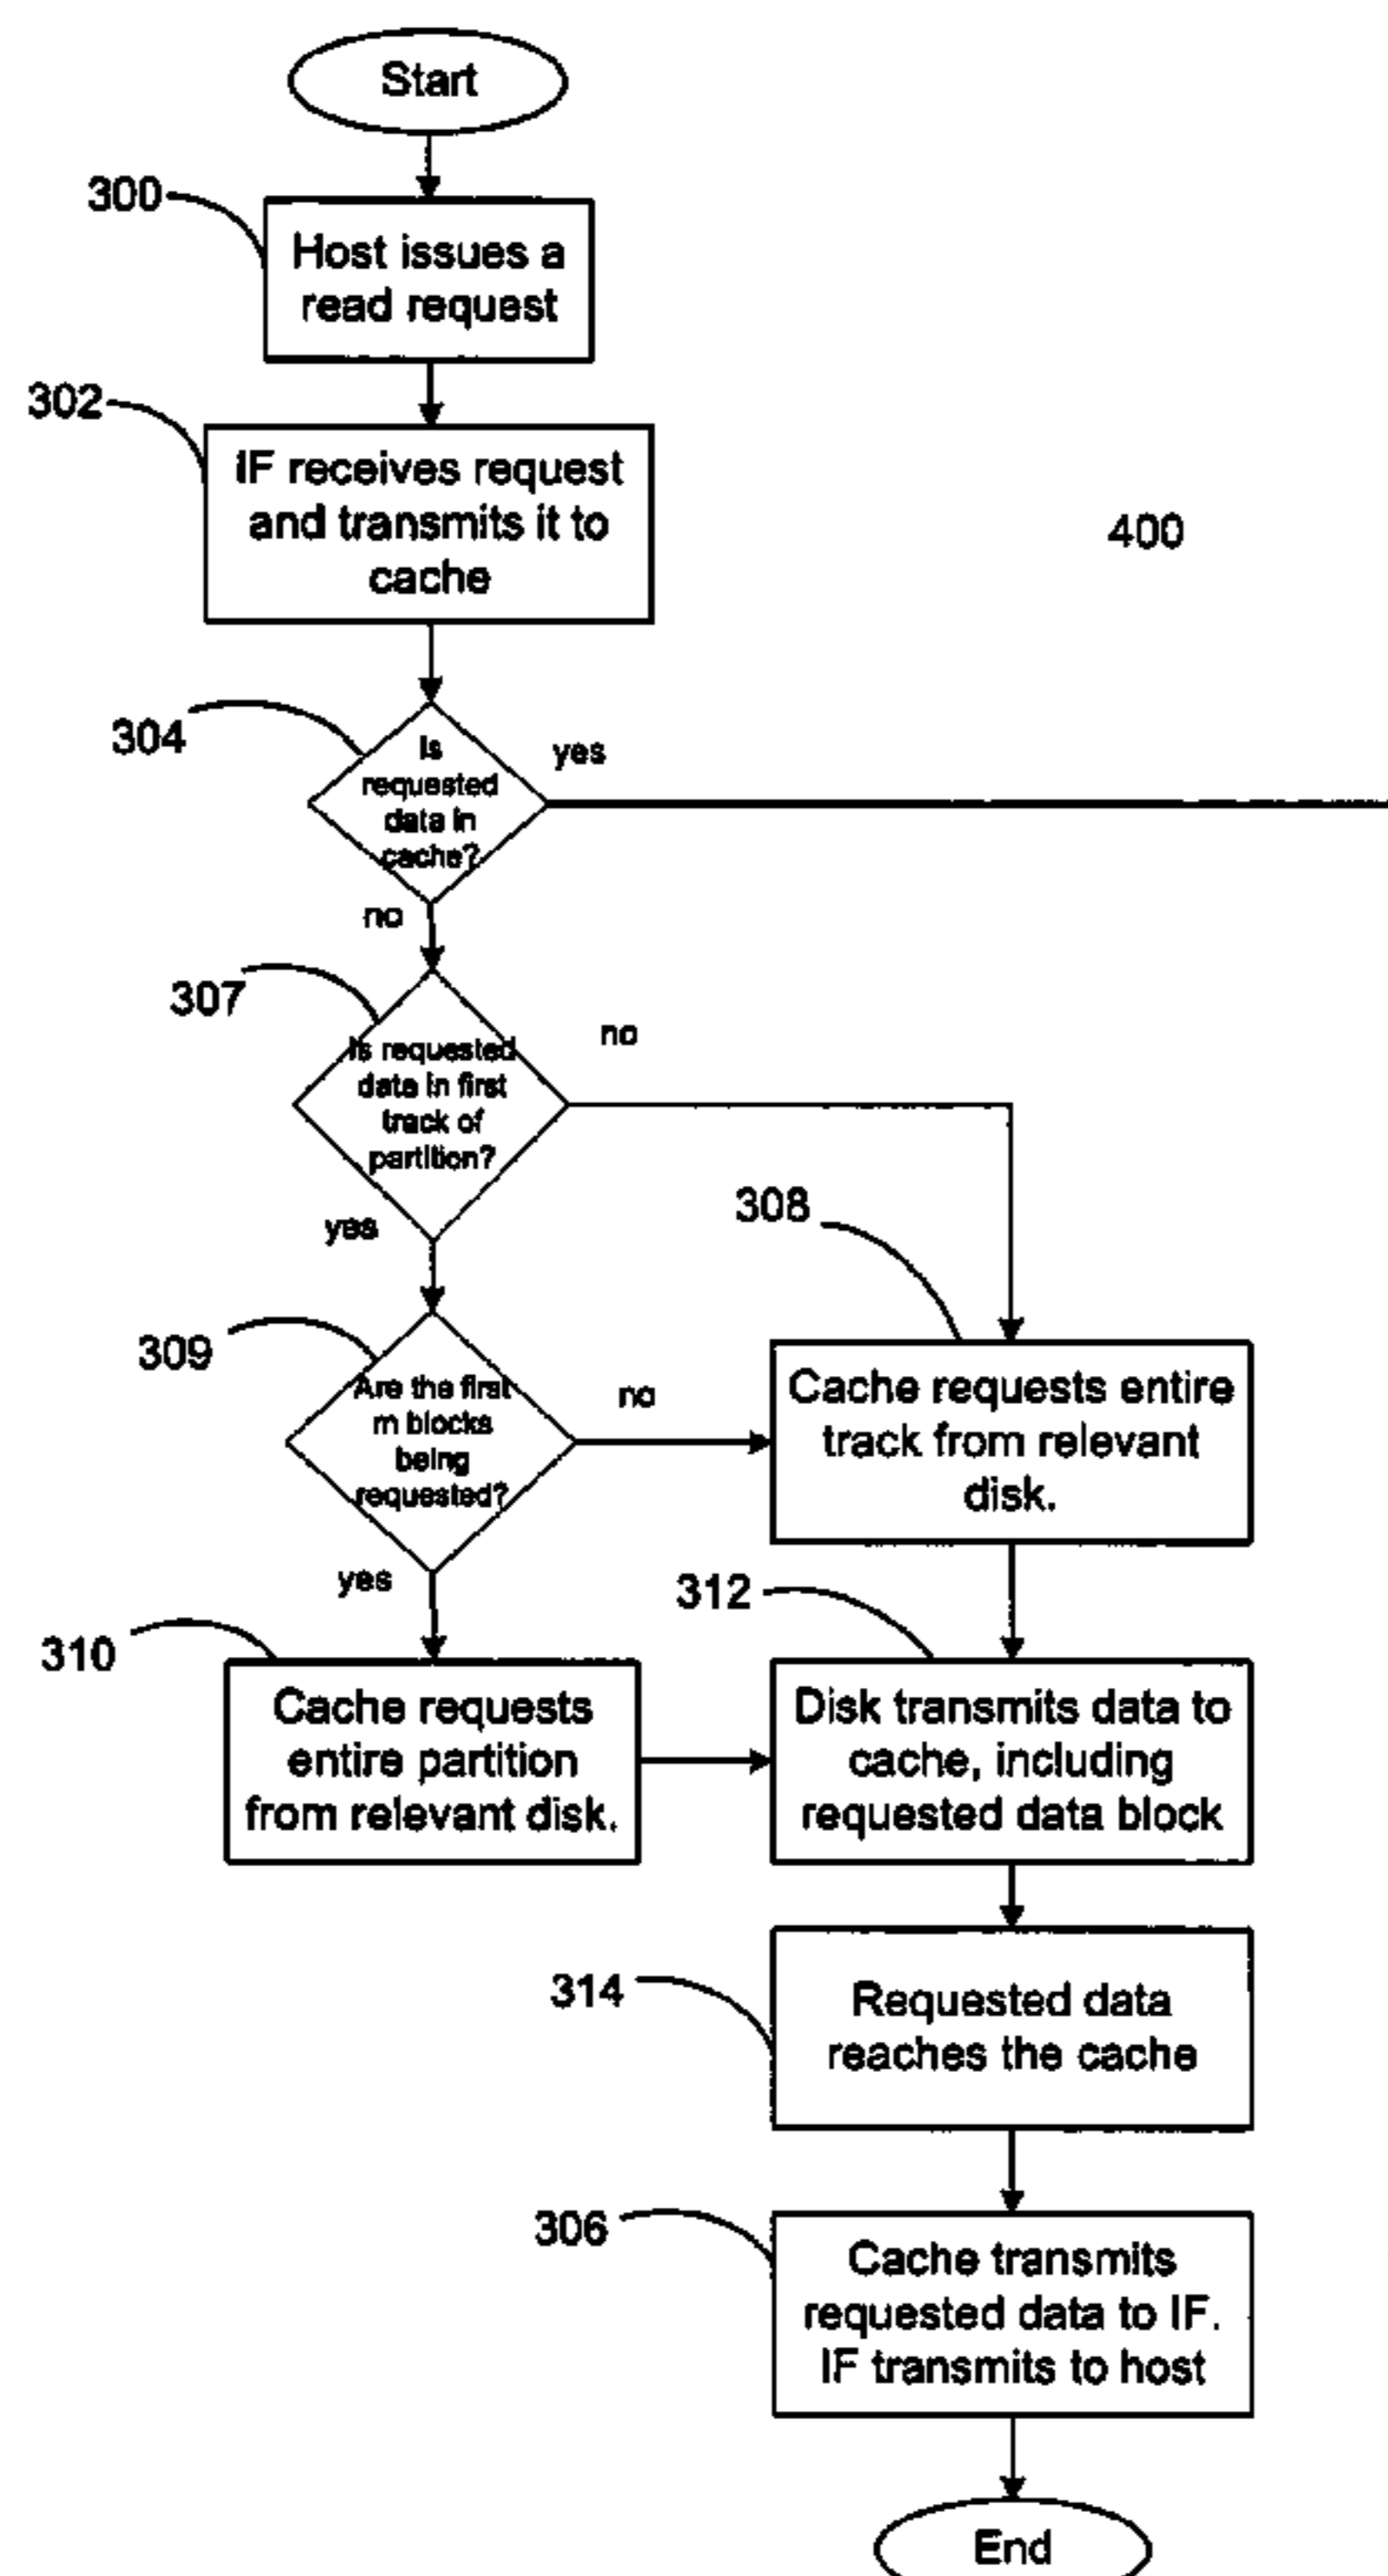 Start
300
Host issues a
read request
302
IF receives request
and transmits it to
cache
400
304
Is
requested
data in
cache?
yes
no
307
Is requested
data in first
track of
partition?
no
yes
308
Cache requests entire
track from relevant
disk.
309
Are the first
m blocks
being
requested?
no
yes
310
Cache requests
entire partition
from relevant disk.
312
Disk transmits data to
cache, including
requested data block
314
Requested data
reaches the cache
306
Cache transmits
requested data to IF.
IF transmits to host
End